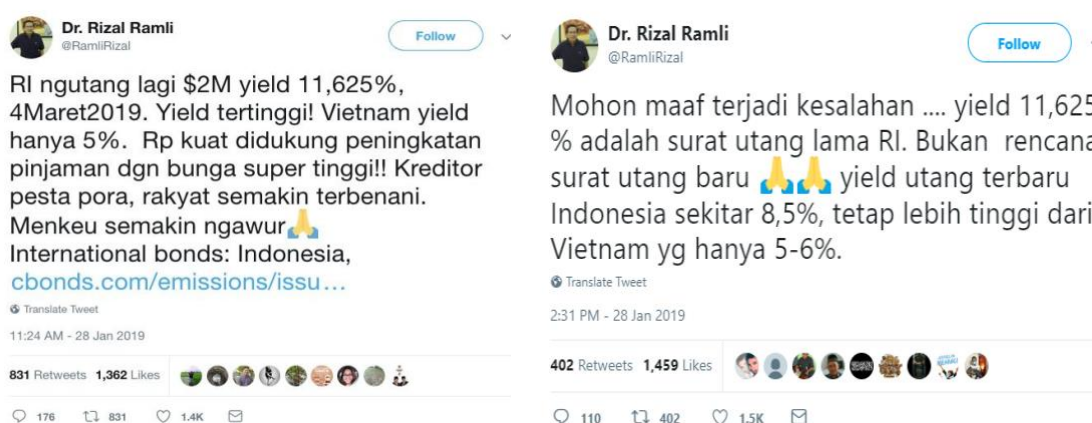 Dr. Rizal Ramli
@RamliRizal
Follow
RI ngutang lagi $2M yield 11,625%,
4Maret2019. Yield tertinggi! Vietnam yield
hanya 5%.  Rp kuat didukung peningkatan
pinjaman dgn bunga super tinggi!! Kreditor
pesta pora, rakyat semakin terbenani.
Menkeu semakin ngawur🙏
International bonds: Indonesia,
cbonds.com/emissions/issu…
Translate Tweet
11:24 AM - 28 Jan 2019
831 Retweets 1,362 Likes
176 831 1.4K
Dr. Rizal Ramli
@RamliRizal
Follow
Mohon maaf terjadi kesalahan .... yield 11,625
% adalah surat utang lama RI. Bukan  rencana
surat utang baru 🙏🙏 yield utang terbaru
Indonesia sekitar 8,5%, tetap lebih tinggi dari
Vietnam yg hanya 5-6%.
Translate Tweet
2:31 PM - 28 Jan 2019
402 Retweets 1,459 Likes
110 402 1.5K